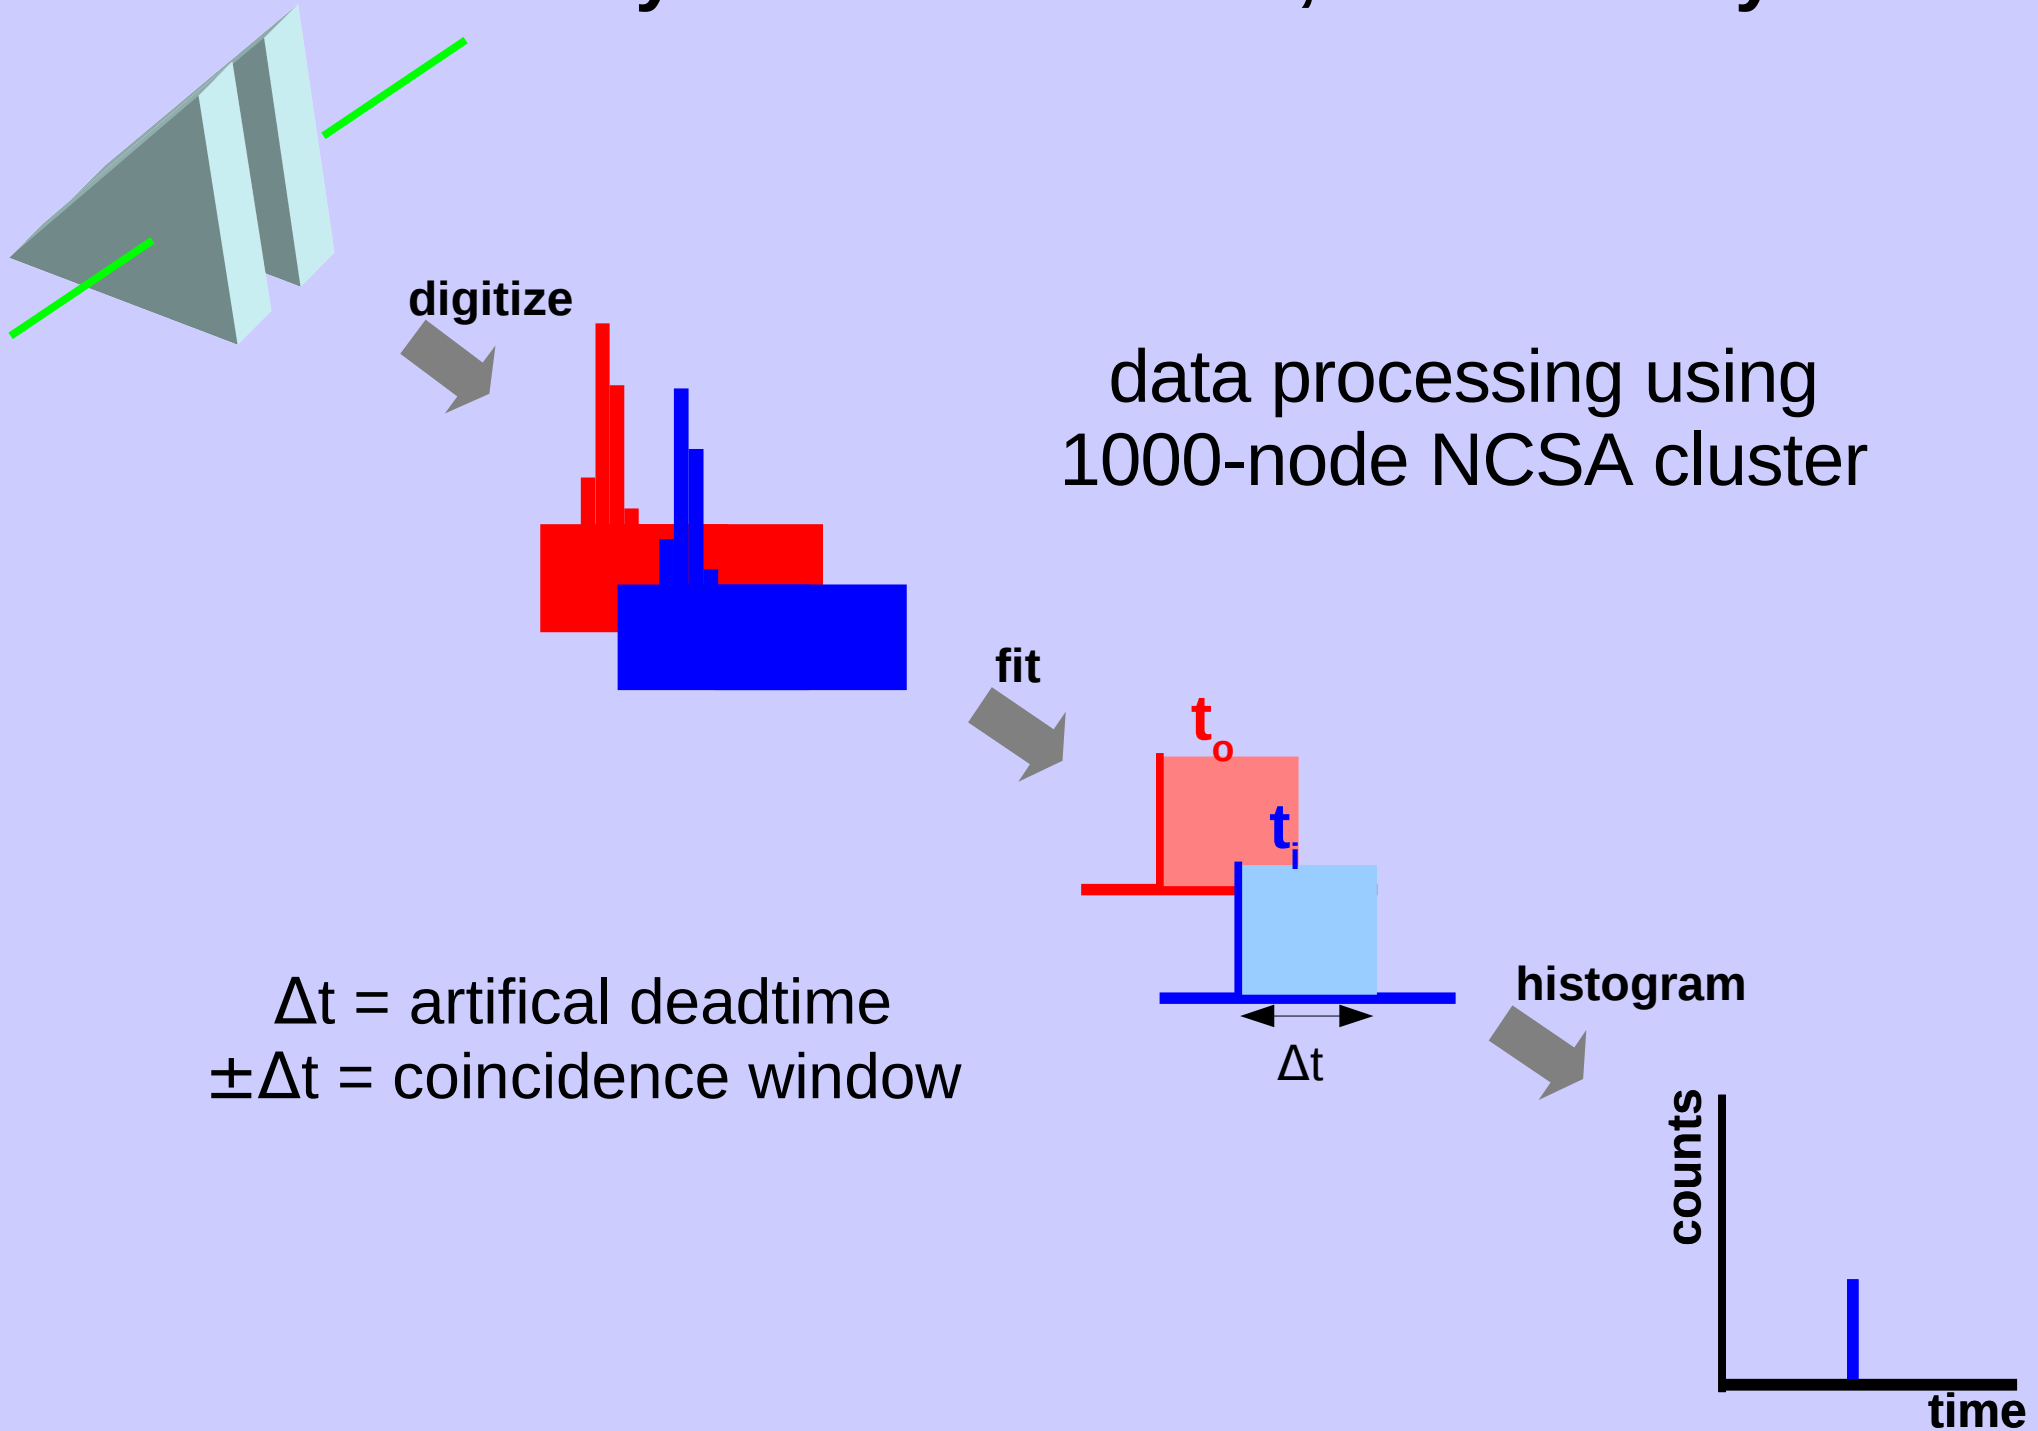 digitize
data processing using
1000-node NCSA cluster
fit
to
ti
Δt = artifical deadtime
±Δt = coincidence window
histogram
Δt
counts
time